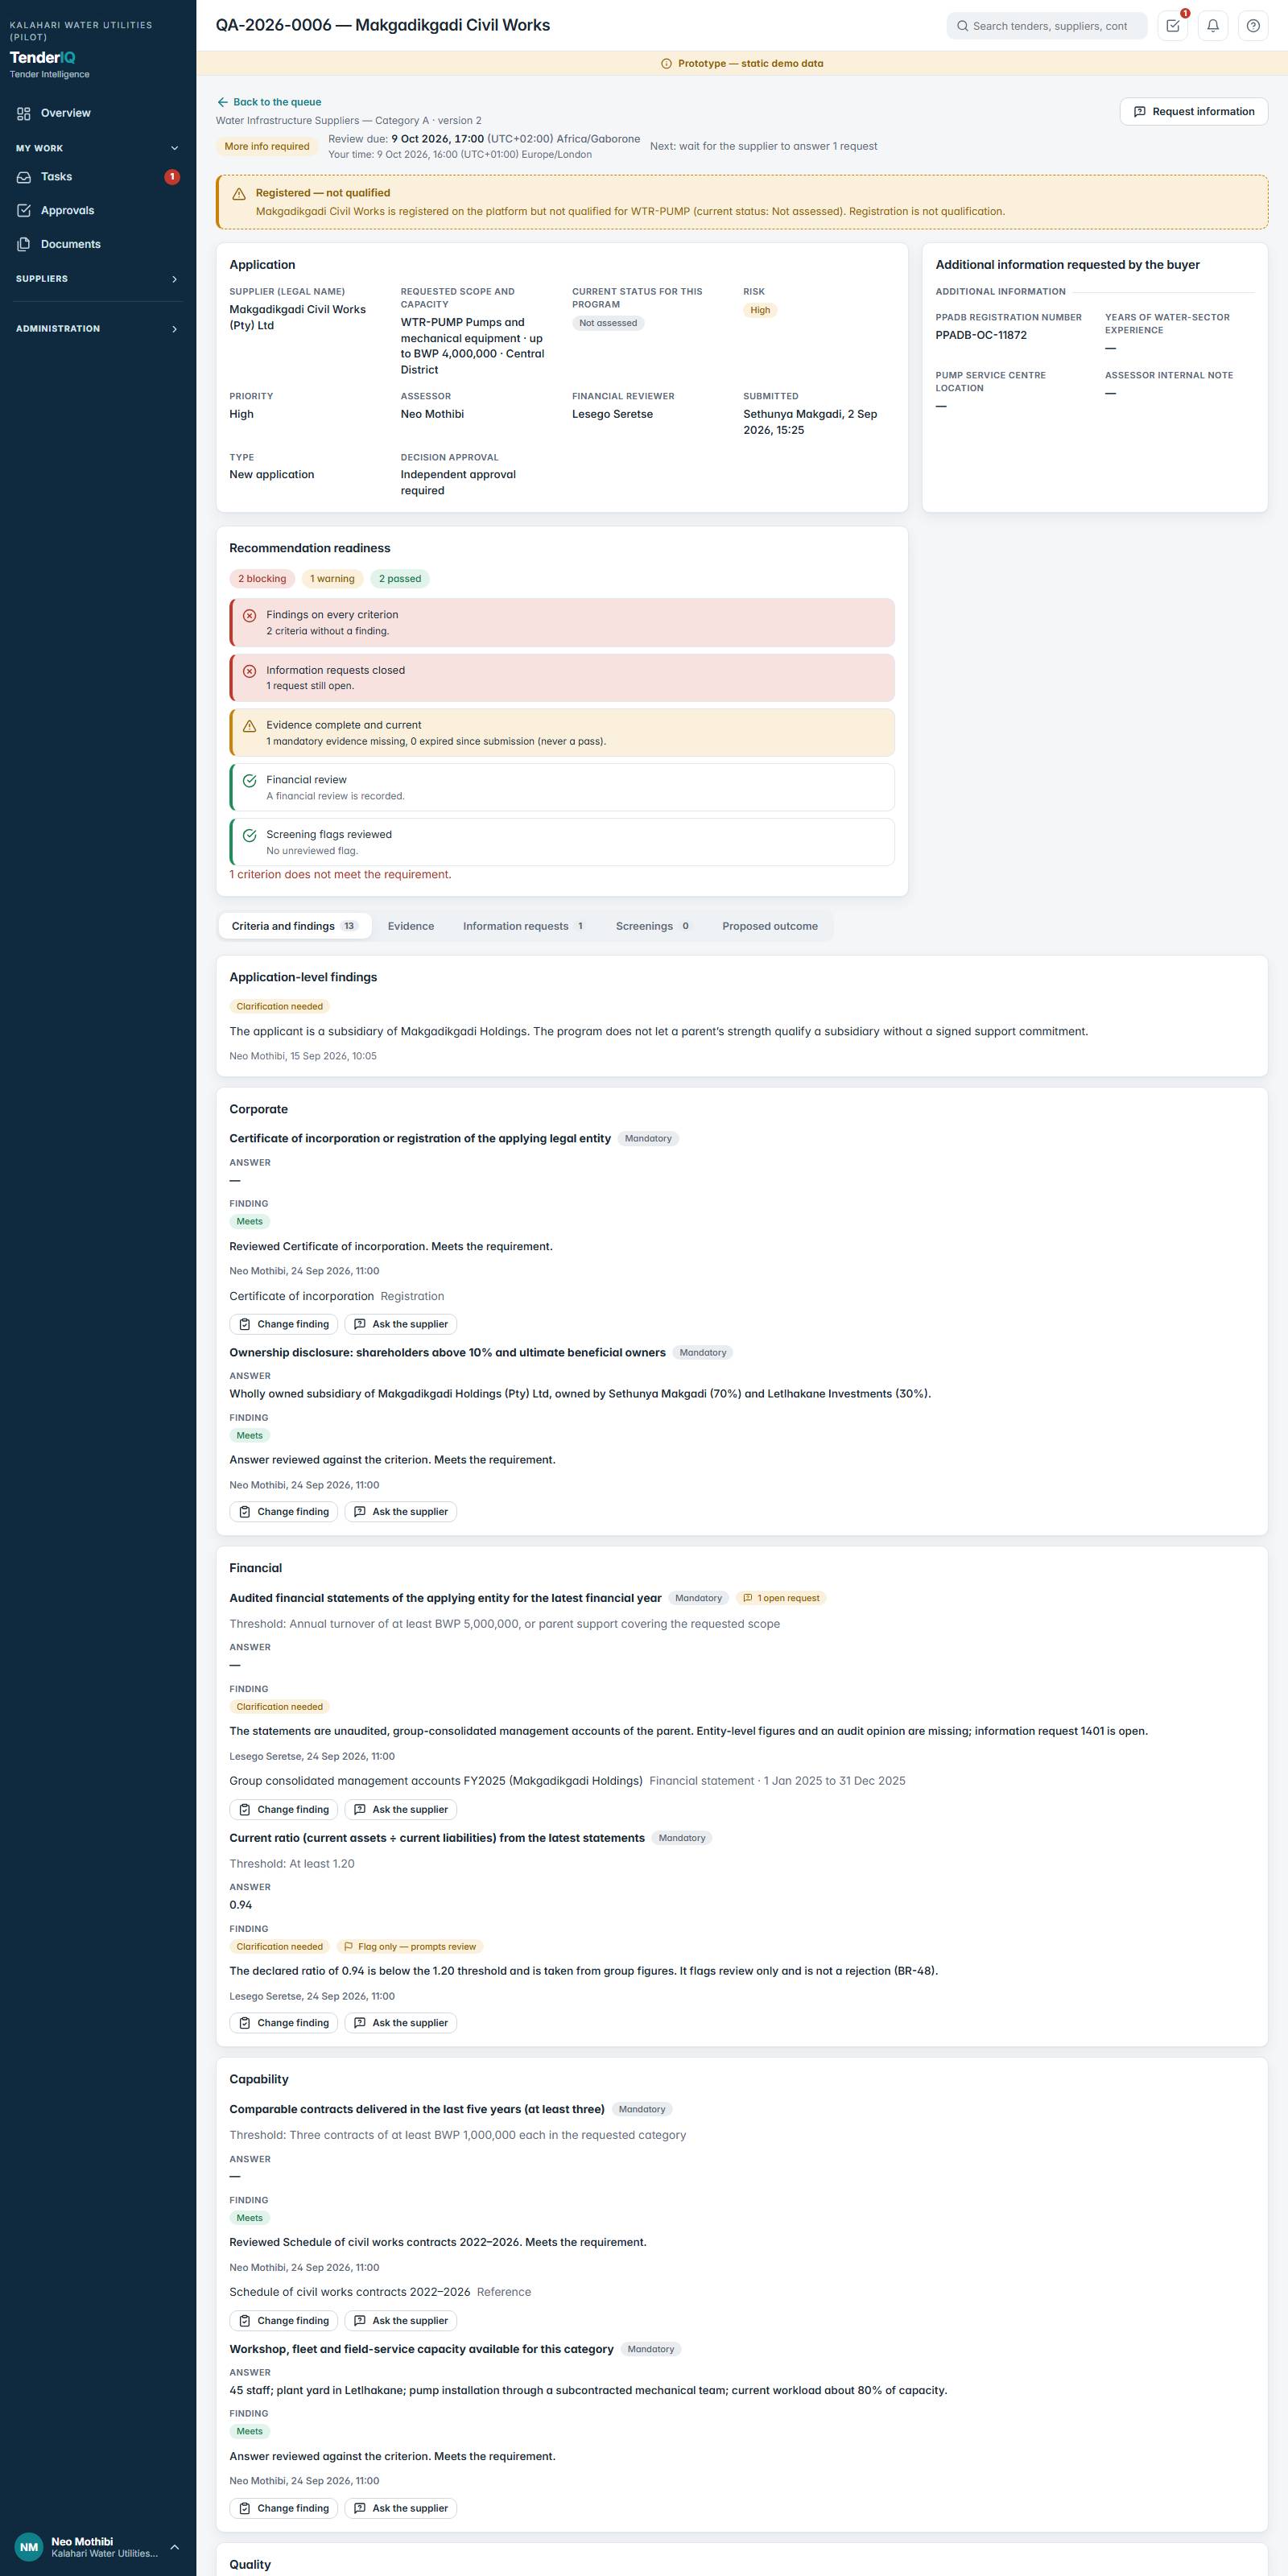 KALAHARI WATER UTILITIES
(PILOT)
TenderIQ
Tender Intelligence
Overview
MY WORK
Tasks
1
Approvals
Documents
SUPPLIERS
ADMINISTRATION
NM
Neo Mothibi
Kalahari Water Utilities...
QA-2026-0006 — Makgadikgadi Civil Works
Search tenders, suppliers, cont
1
Prototype — static demo data
Back to the queue
Water Infrastructure Suppliers — Category A · version 2
More info required
Review due: 9 Oct 2026, 17:00 (UTC+02:00) Africa/Gaborone
Your time: 9 Oct 2026, 16:00 (UTC+01:00) Europe/London
Next: wait for the supplier to answer 1 request
Request information
Registered — not qualified
Makgadikgadi Civil Works is registered on the platform but not qualified for WTR-PUMP (current status: Not assessed). Registration is not qualification.
Application
SUPPLIER (LEGAL NAME)
Makgadikgadi Civil Works
(Pty) Ltd
REQUESTED SCOPE AND
CAPACITY
WTR-PUMP Pumps and
mechanical equipment · up
to BWP 4,000,000 · Central
District
CURRENT STATUS FOR THIS
PROGRAM
Not assessed
RISK
High
PRIORITY
High
ASSESSOR
Neo Mothibi
FINANCIAL REVIEWER
Lesego Seretse
SUBMITTED
Sethunya Makgadi, 2 Sep
2026, 15:25
TYPE
New application
DECISION APPROVAL
Independent approval
required
Additional information requested by the buyer
ADDITIONAL INFORMATION
PPADB REGISTRATION NUMBER
PPADB-OC-11872
YEARS OF WATER-SECTOR
EXPERIENCE
—
PUMP SERVICE CENTRE
LOCATION
—
ASSESSOR INTERNAL NOTE
—
Recommendation readiness
2 blocking
1 warning
2 passed
Findings on every criterion
2 criteria without a finding.
Information requests closed
1 request still open.
Evidence complete and current
1 mandatory evidence missing, 0 expired since submission (never a pass).
Financial review
A financial review is recorded.
Screening flags reviewed
No unreviewed flag.
1 criterion does not meet the requirement.
Criteria and findings 13
Evidence
Information requests 1
Screenings 0
Proposed outcome
Application-level findings
Clarification needed
The applicant is a subsidiary of Makgadikgadi Holdings. The program does not let a parent's strength qualify a subsidiary without a signed support commitment.
Neo Mothibi, 15 Sep 2026, 10:05
Corporate
Certificate of incorporation or registration of the applying legal entity Mandatory
ANSWER
—
FINDING
Meets
Reviewed Certificate of incorporation. Meets the requirement.
Neo Mothibi, 24 Sep 2026, 11:00
Certificate of incorporation Registration
Change finding Ask the supplier
Ownership disclosure: shareholders above 10% and ultimate beneficial owners Mandatory
ANSWER
Wholly owned subsidiary of Makgadikgadi Holdings (Pty) Ltd, owned by Sethunya Makgadi (70%) and Letlhakane Investments (30%).
FINDING
Meets
Answer reviewed against the criterion. Meets the requirement.
Neo Mothibi, 24 Sep 2026, 11:00
Change finding Ask the supplier
Financial
Audited financial statements of the applying entity for the latest financial year Mandatory 1 open request
Threshold: Annual turnover of at least BWP 5,000,000, or parent support covering the requested scope
ANSWER
—
FINDING
Clarification needed
The statements are unaudited, group-consolidated management accounts of the parent. Entity-level figures and an audit opinion are missing; information request 1401 is open.
Lesego Seretse, 24 Sep 2026, 11:00
Group consolidated management accounts FY2025 (Makgadikgadi Holdings) Financial statement · 1 Jan 2025 to 31 Dec 2025
Change finding Ask the supplier
Current ratio (current assets ÷ current liabilities) from the latest statements Mandatory
Threshold: At least 1.20
ANSWER
0.94
FINDING
Clarification needed Flag only — prompts review
The declared ratio of 0.94 is below the 1.20 threshold and is taken from group figures. It flags review only and is not a rejection (BR-48).
Lesego Seretse, 24 Sep 2026, 11:00
Change finding Ask the supplier
Capability
Comparable contracts delivered in the last five years (at least three) Mandatory
Threshold: Three contracts of at least BWP 1,000,000 each in the requested category
ANSWER
—
FINDING
Meets
Reviewed Schedule of civil works contracts 2022–2026. Meets the requirement.
Neo Mothibi, 24 Sep 2026, 11:00
Schedule of civil works contracts 2022–2026 Reference
Change finding Ask the supplier
Workshop, fleet and field-service capacity available for this category Mandatory
ANSWER
45 staff; plant yard in Letlhakane; pump installation through a subcontracted mechanical team; current workload about 80% of capacity.
FINDING
Meets
Answer reviewed against the criterion. Meets the requirement.
Neo Mothibi, 24 Sep 2026, 11:00
Change finding Ask the supplier
Quality